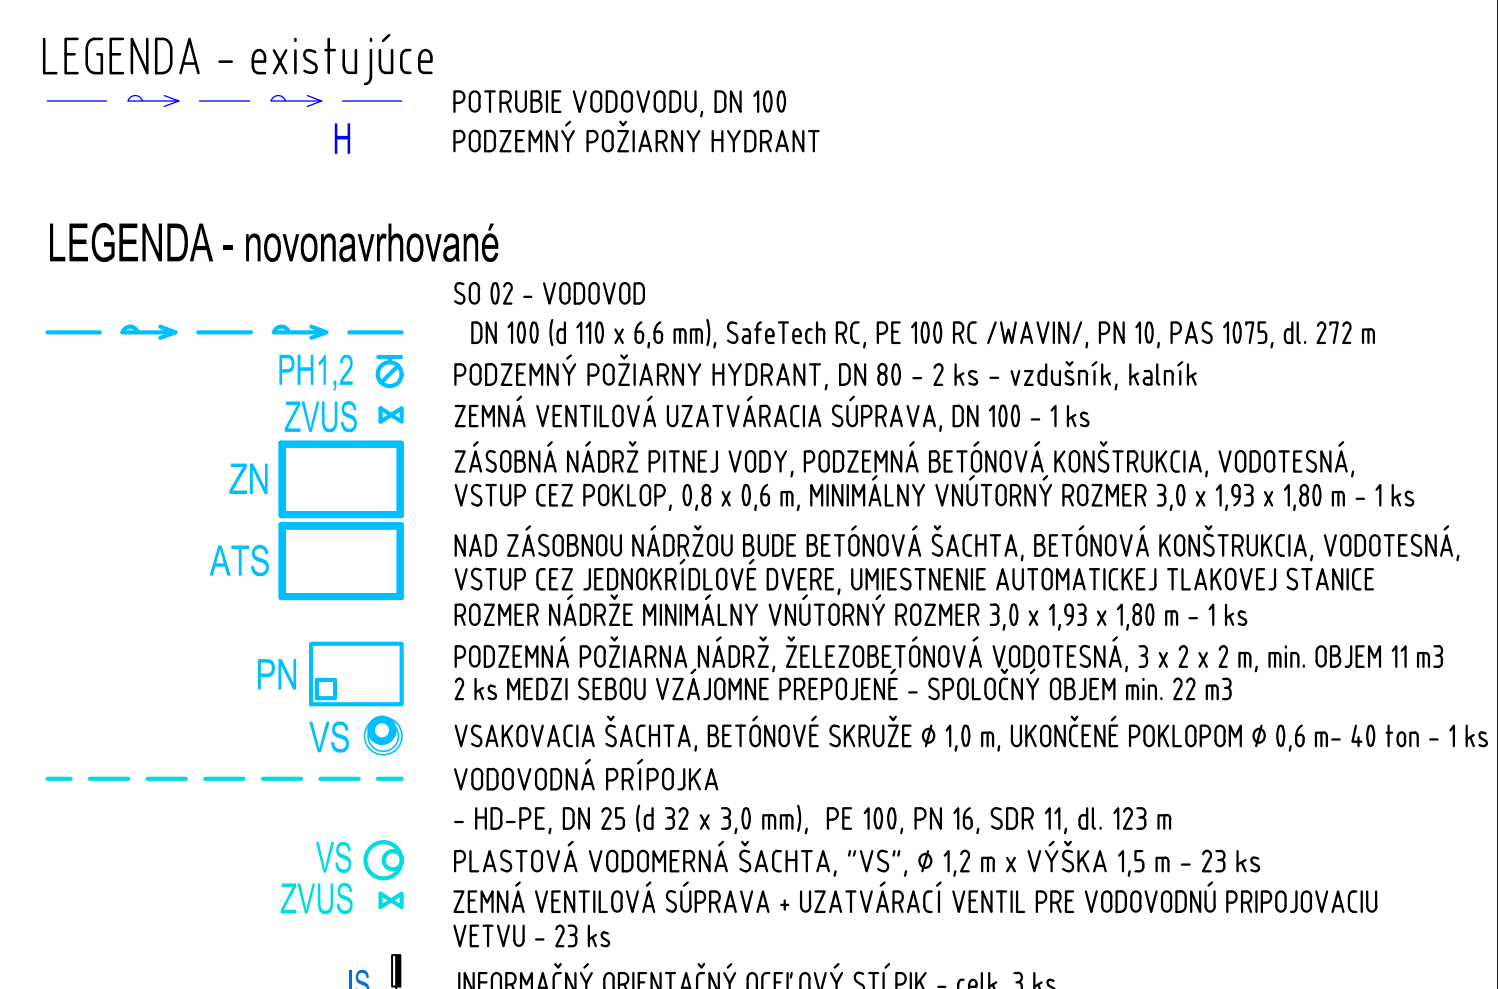 LEGENDA - existujúce
POTRUBIE VODOVODU, DN 100
H PODZEMNÝ POŽIARNY HYDRANT
LEGENDA - novonavrhované
SO 02 - VODOVOD
DN 100 (d 110 x 6,6 mm), SafeTech RC, PE 100 RC /WAVIN/, PN 10, PAS 1075, dl. 272 m
PH1,2 PODZEMNÝ POŽIARNY HYDRANT, DN 80 - 2 ks - vzdušník, kalník
ZVUS ZEMNÁ VENTILOVÁ UZATVÁRACIA SÚPRAVA, DN 100 - 1 ks
ZN ZÁSOBNÁ NÁDRŽ PITNEJ VODY, PODZEMNÁ BETÓNOVÁ KONŠTRUKCIA, VODOTESNÁ,
VSTUP CEZ POKLOP, 0,8 x 0,6 m, MINIMÁLNY VNÚTORNÝ ROZMER 3,0 x 1,93 x 1,80 m - 1 ks
ATS NAD ZÁSOBNOU NÁDRŽOU BUDE BETÓNOVÁ ŠACHTA, BETÓNOVÁ KONŠTRUKCIA, VODOTESNÁ,
VSTUP CEZ JEDNOKRÍDLOVÉ DVERE, UMIESTNENIE AUTOMATICKEJ TLAKOVEJ STANICE
ROZMER NÁDRŽE MINIMÁLNY VNÚTORNÝ ROZMER 3,0 x 1,93 x 1,80 m - 1 ks
PN PODZEMNÁ POŽIARNA NÁDRŽ, ŽELEZOBETÓNOVÁ VODOTESNÁ, 3 x 2 x 2 m, min. OBJEM 11 m3
2 ks MEDZI SEBOU VZÁJOMNE PREPOJENÉ - SPOLOČNÝ OBJEM min. 22 m3
VS VSAKOVACIA ŠACHTA, BETÓNOVÉ SKRUŽE Ø 1,0 m, UKONČENÉ POKLOPOM Ø 0,6 m- 40 ton - 1 ks
VODOVODNÁ PRÍPOJKA
- HD-PE, DN 25 (d 32 x 3,0 mm), PE 100, PN 16, SDR 11, dl. 123 m
VS PLASTOVÁ VODOMERNÁ ŠACHTA, "VS", Ø 1,2 m x VÝŠKA 1,5 m - 23 ks
ZVUS ZEMNÁ VENTILOVÁ SÚPRAVA + UZATVÁRACÍ VENTIL PRE VODOVODNÚ PRIPOJOVACIU
VETVU - 23 ks
IS INFORMAČNÝ ORIENTAČNÝ OCEĽOVÝ STĹPIK - celk. 3 ks